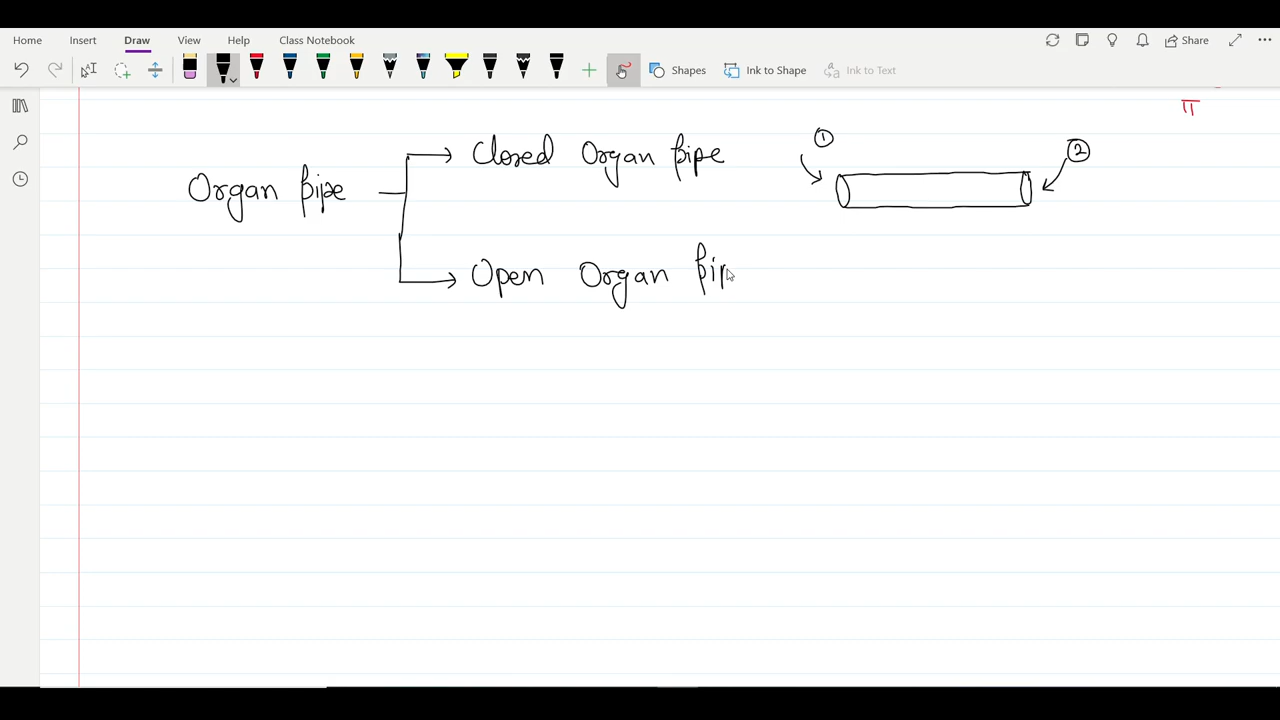 Home Insert Draw View Help Class Notebook
Share
Shapes Ink to Shape Ink to Text
π
Closed Organ pipe
①
②
Organ pipe
Open Organ pip